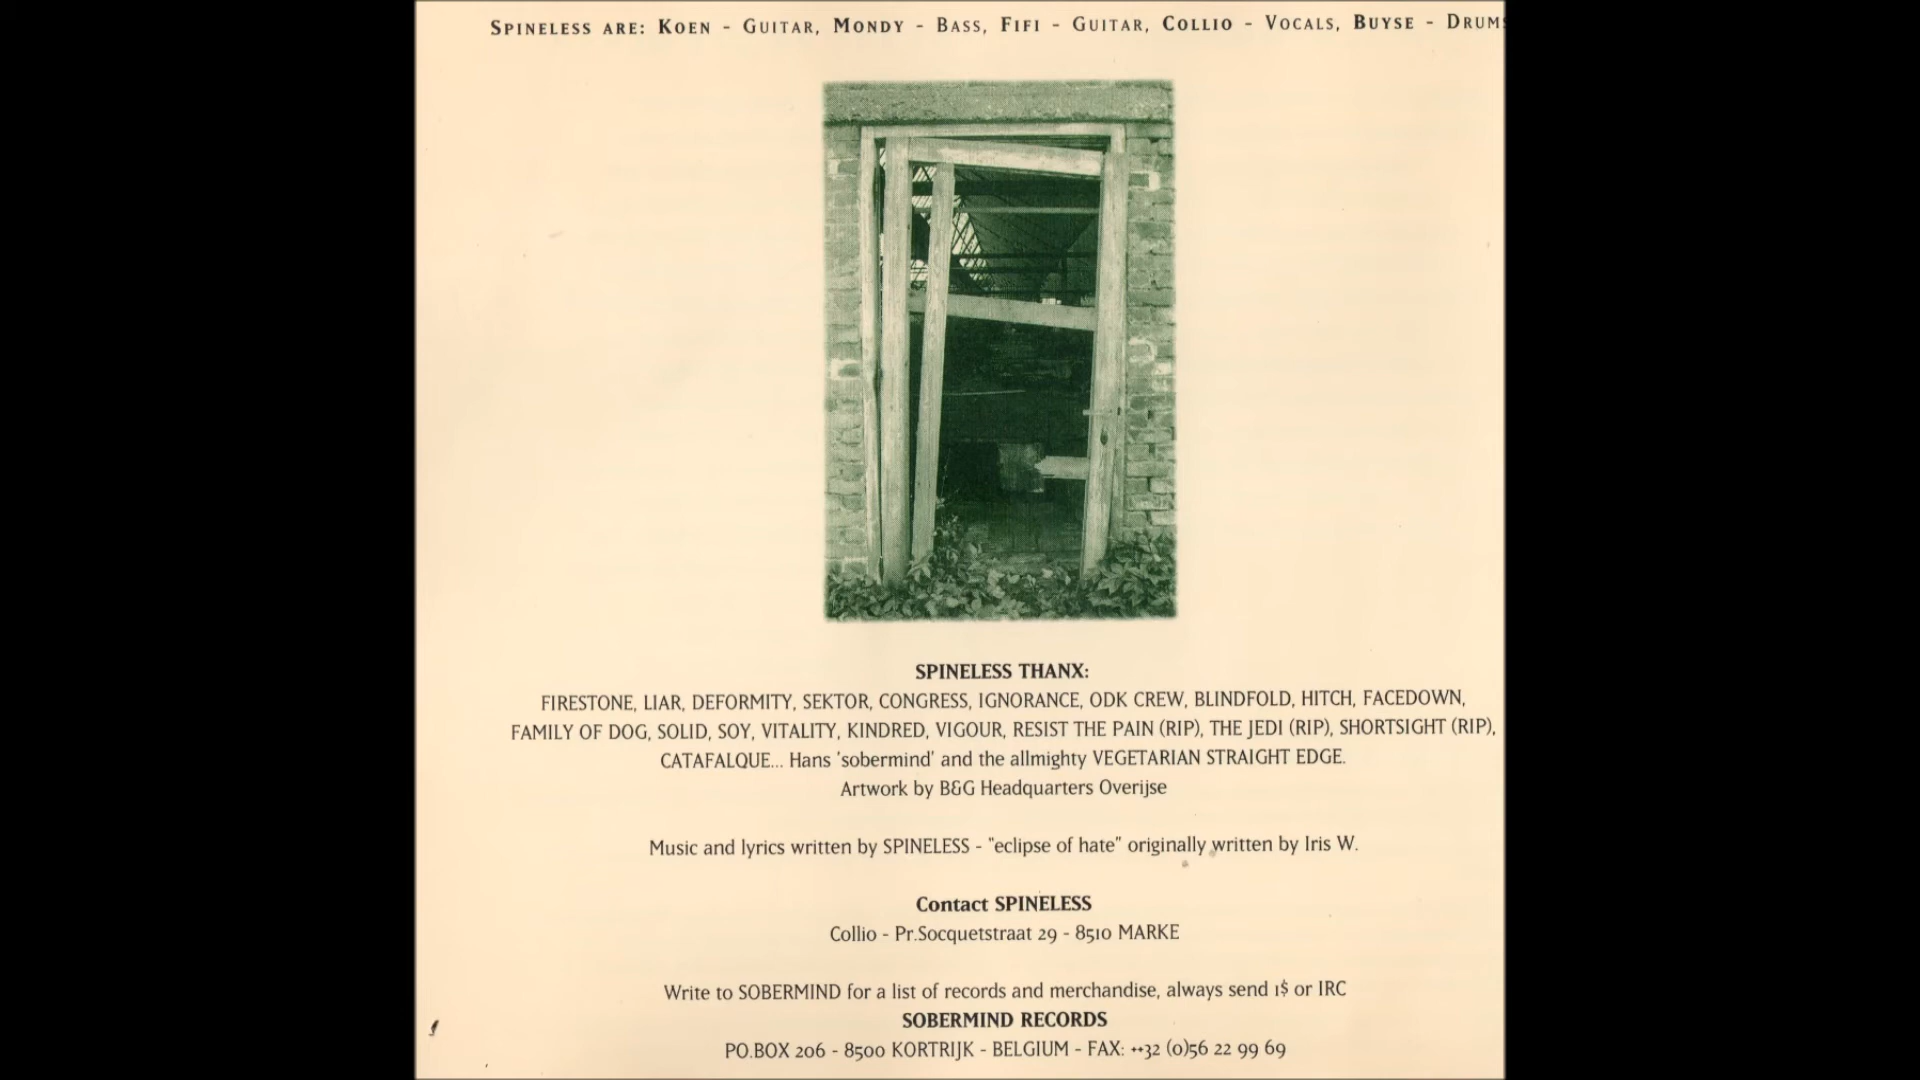 SPINELESS ARE: KOEN - GUITAR, MONDY - BASS, FIFI - GUITAR, COLLIO - VOCALS, BUYSE - DRUMS
SPINELESS THANX:
FIRESTONE, LIAR, DEFORMITY, SEKTOR, CONGRESS, IGNORANCE, ODK CREW, BLINDFOLD, HITCH, FACEDOWN,
FAMILY OF DOG, SOLID, SOY, VITALITY, KINDRED, VIGOUR, RESIST THE PAIN (RIP), THE JEDI (RIP), SHORTSIGHT (RIP),
CATAFALQUE... Hans 'sobermind' and the allmighty VEGETARIAN STRAIGHT EDGE.
Artwork by B&G Headquarters Overijse
Music and lyrics written by SPINELESS - "eclipse of hate" originally written by Iris W.
Contact SPINELESS
Collio - Pr.Socquetstraat 29 - 8510 MARKE
Write to SOBERMIND for a list of records and merchandise, always send 1$ or IRC
SOBERMIND RECORDS
PO.BOX 206 - 8500 KORTRIJK - BELGIUM - FAX: ++32 (0)56 22 99 69